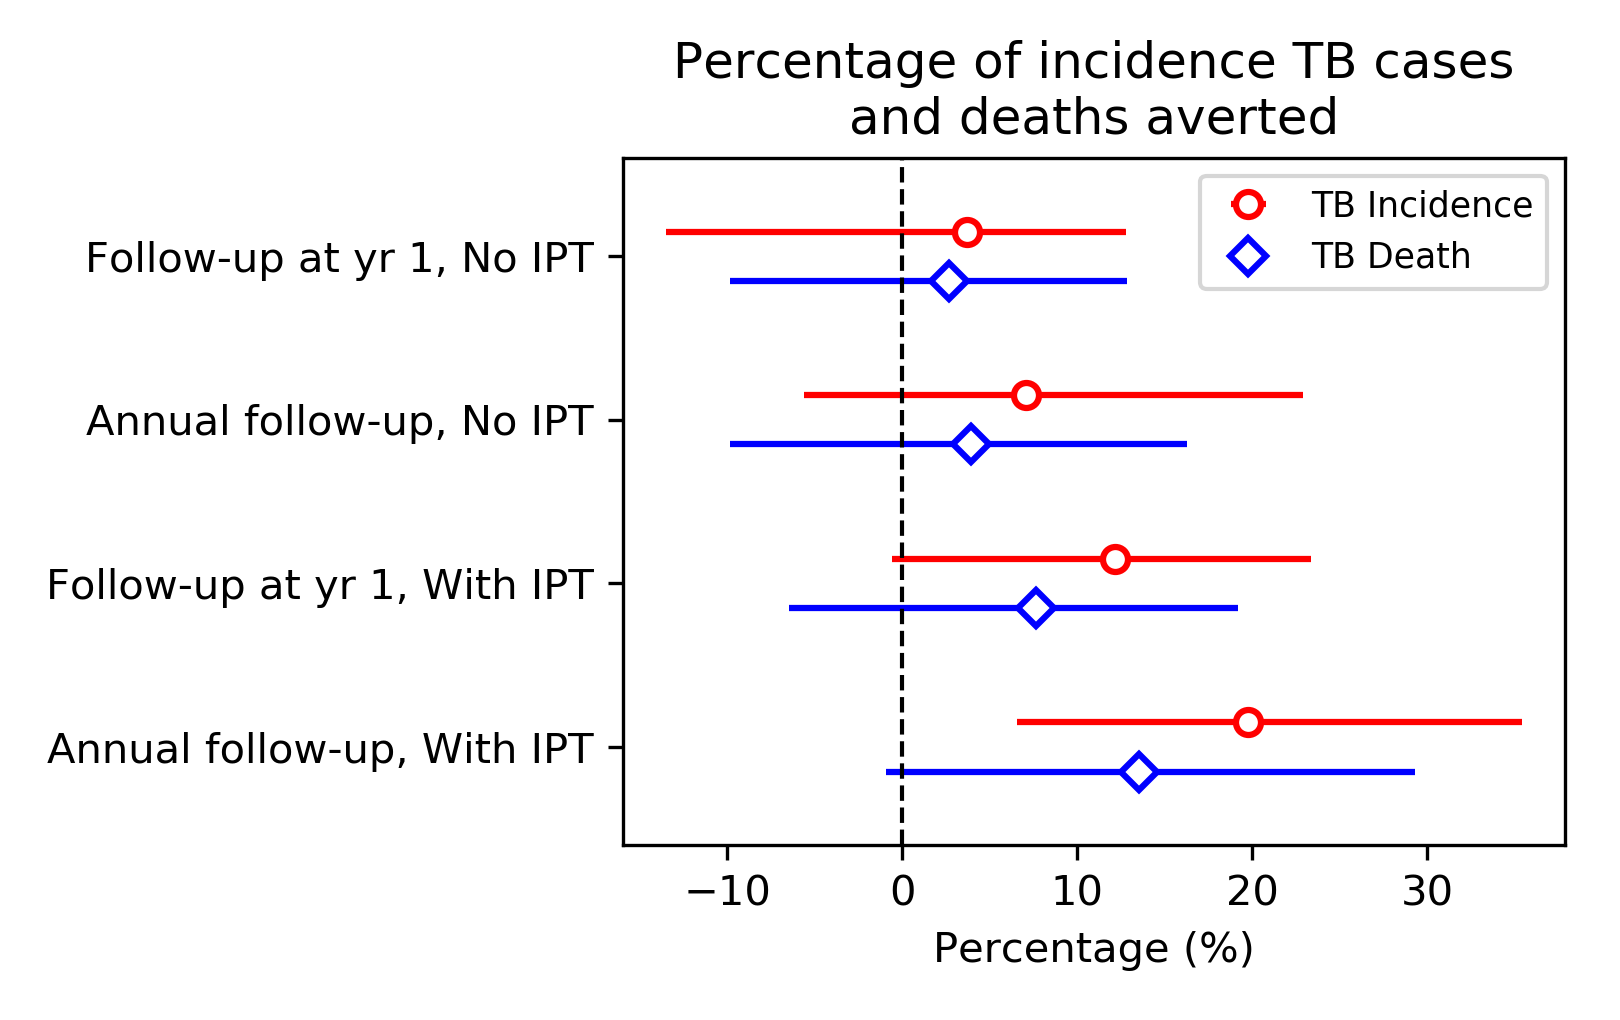 Percentage of incidence TB cases
and deaths averted
TB Incidence
TB Death
Follow-up at yr 1, No IPT
Annual follow-up, No IPT
Follow-up at yr 1, With IPT
Annual follow-up, With IPT
−10 0 10 20 30
Percentage (%)